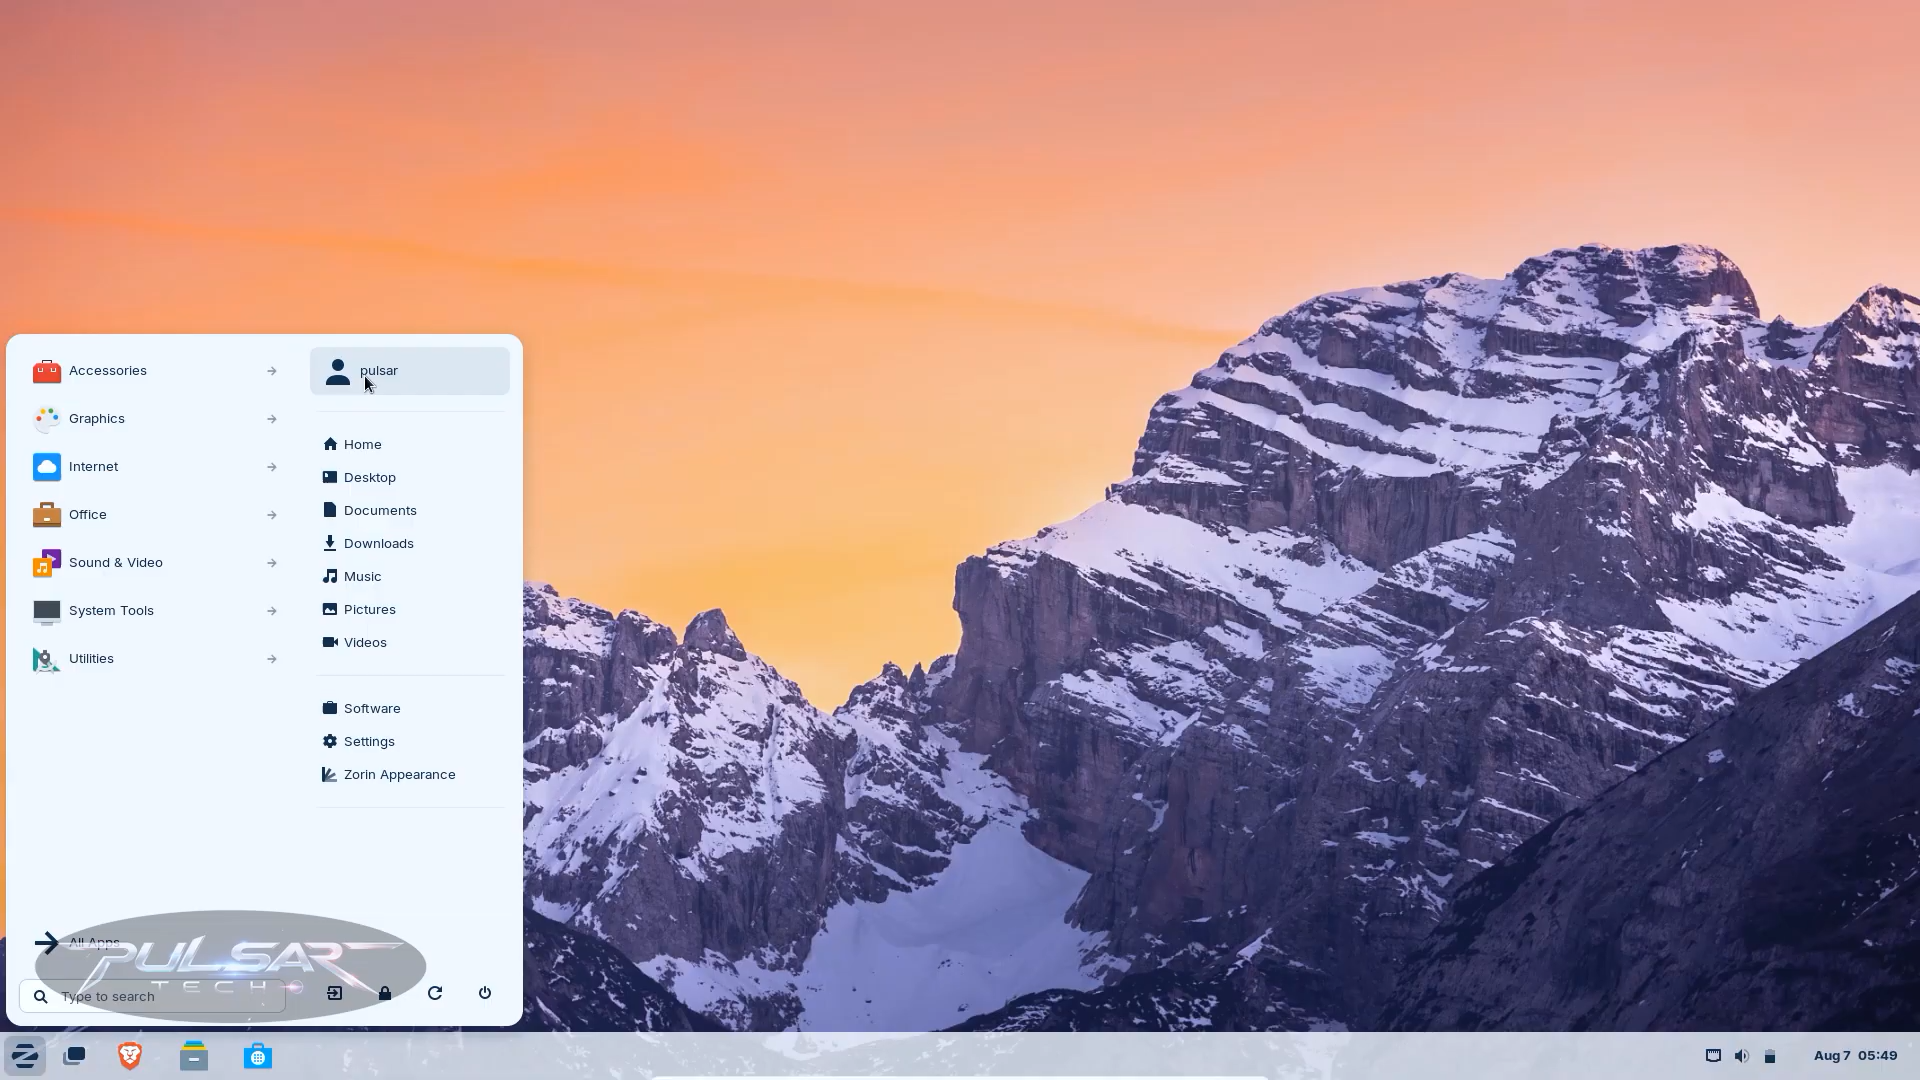 Accessories
Graphics
Internet
Office
Sound & Video
System Tools
Utilities
All Apps
Type to search
pulsar
Home
Desktop
Documents
Downloads
Music
Pictures
Videos
Software
Settings
Zorin Appearance
PULSAR
TECH
Aug 7 05:49